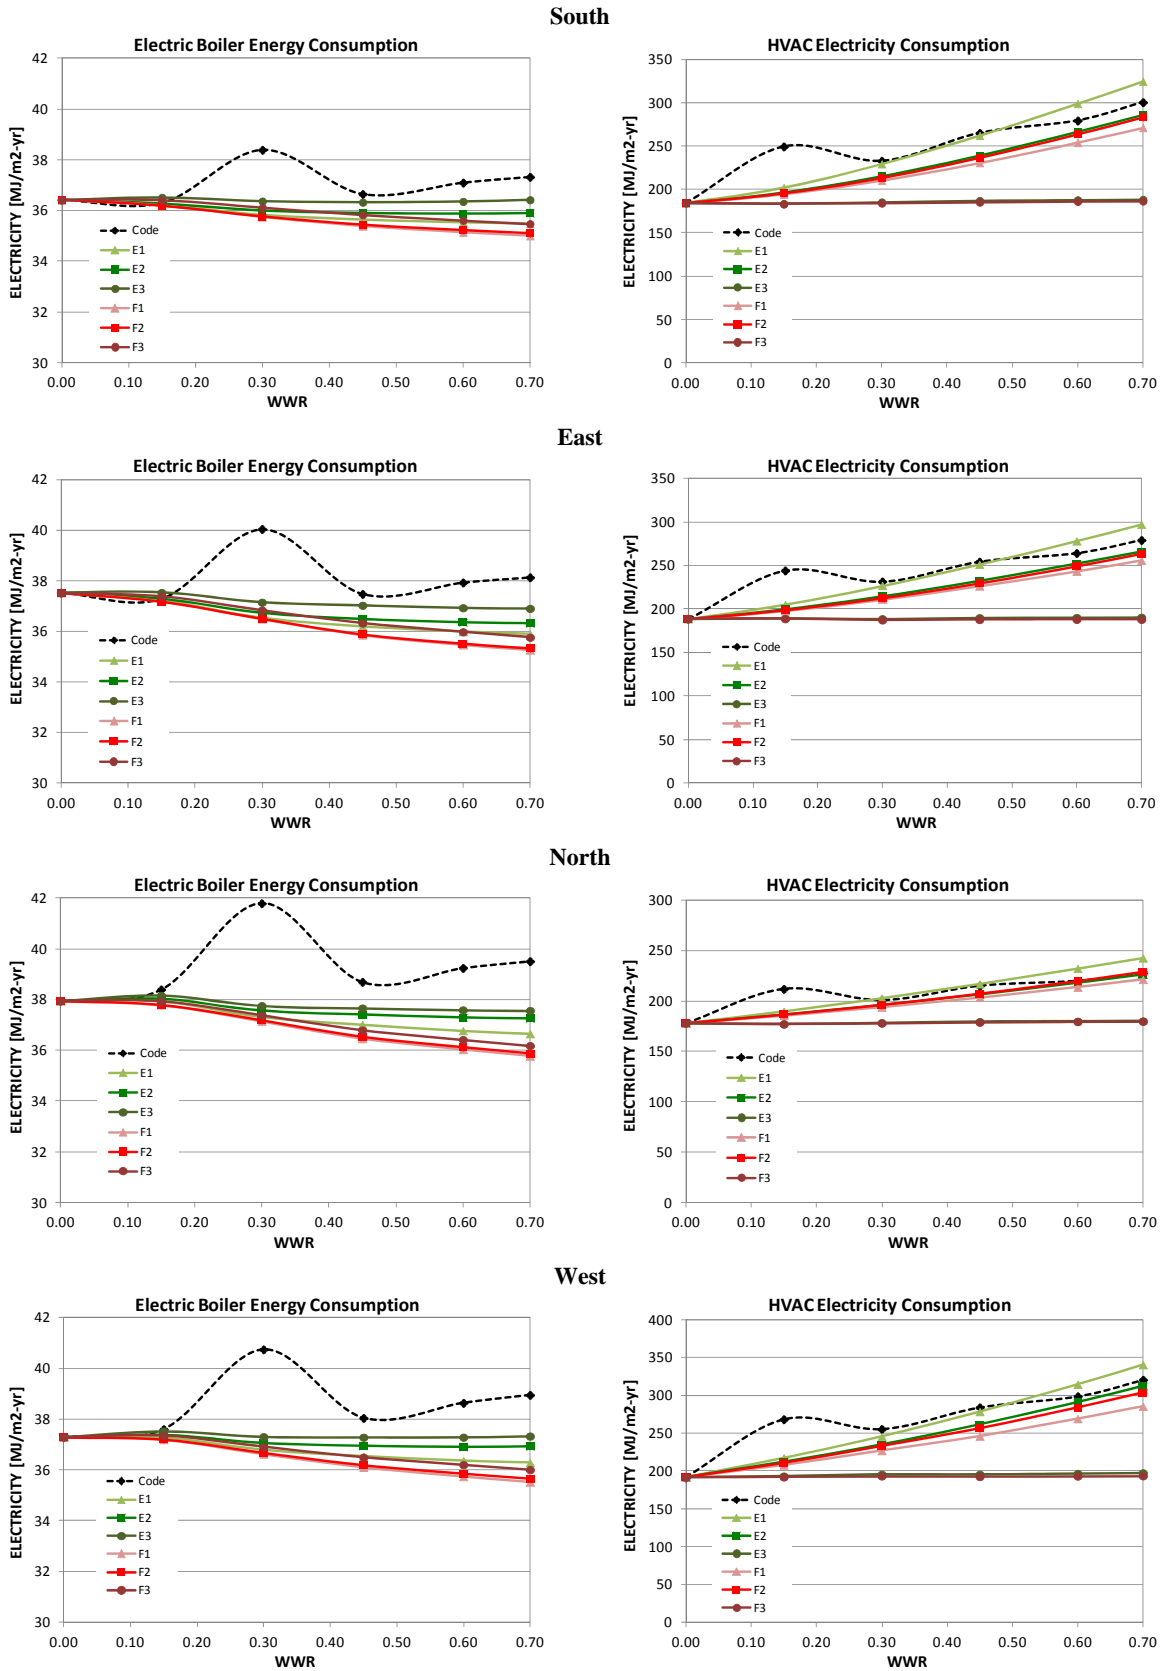 South
Electric Boiler Energy Consumption
ELECTRICITY [MJ/m2-yr]
42
40
38
36
34
32
30
Code
E1
E2
E3
F1
F2
F3
0.00 0.10 0.20 0.30 0.40 0.50 0.60 0.70
WWR
HVAC Electricity Consumption
ELECTRICITY [MJ/m2-yr]
350
300
250
200
150
100
50
0
Code
E1
E2
E3
F1
F2
F3
0.00 0.10 0.20 0.30 0.40 0.50 0.60 0.70
WWR
East
Electric Boiler Energy Consumption
ELECTRICITY [MJ/m2-yr]
42
40
38
36
34
32
30
Code
E1
E2
E3
F1
F2
F3
0.00 0.10 0.20 0.30 0.40 0.50 0.60 0.70
WWR
HVAC Electricity Consumption
ELECTRICITY [MJ/m2-yr]
350
300
250
200
150
100
50
0
Code
E1
E2
E3
F1
F2
F3
0.00 0.10 0.20 0.30 0.40 0.50 0.60 0.70
WWR
North
Electric Boiler Energy Consumption
ELECTRICITY [MJ/m2-yr]
42
40
38
36
34
32
30
Code
E1
E2
E3
F1
F2
F3
0.00 0.10 0.20 0.30 0.40 0.50 0.60 0.70
WWR
HVAC Electricity Consumption
ELECTRICITY [MJ/m2-yr]
300
250
200
150
100
50
0
Code
E1
E2
E3
F1
F2
F3
0.00 0.10 0.20 0.30 0.40 0.50 0.60 0.70
WWR
West
Electric Boiler Energy Consumption
ELECTRICITY [MJ/m2-yr]
42
40
38
36
34
32
30
Code
E1
E2
E3
F1
F2
F3
0.00 0.10 0.20 0.30 0.40 0.50 0.60 0.70
WWR
HVAC Electricity Consumption
ELECTRICITY [MJ/m2-yr]
400
350
300
250
200
150
100
50
0
Code
E1
E2
E3
F1
F2
F3
0.00 0.10 0.20 0.30 0.40 0.50 0.60 0.70
WWR